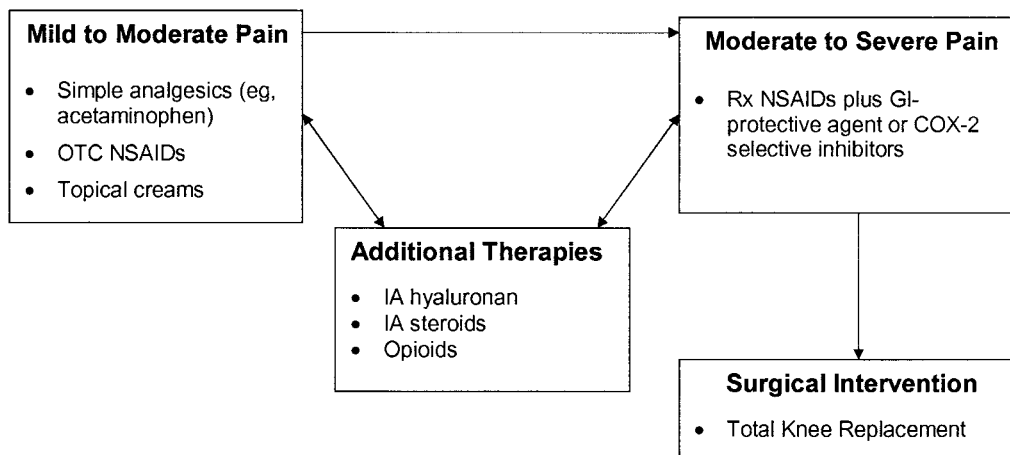 Mild to Moderate Pain
• Simple analgesics (eg,
acetaminophen)
• OTC NSAIDs
• Topical creams
Moderate to Severe Pain
• Rx NSAIDs plus GI-
protective agent or COX-2
selective inhibitors
Additional Therapies
• IA hyaluronan
• IA steroids
• Opioids
Surgical Intervention
• Total Knee Replacement